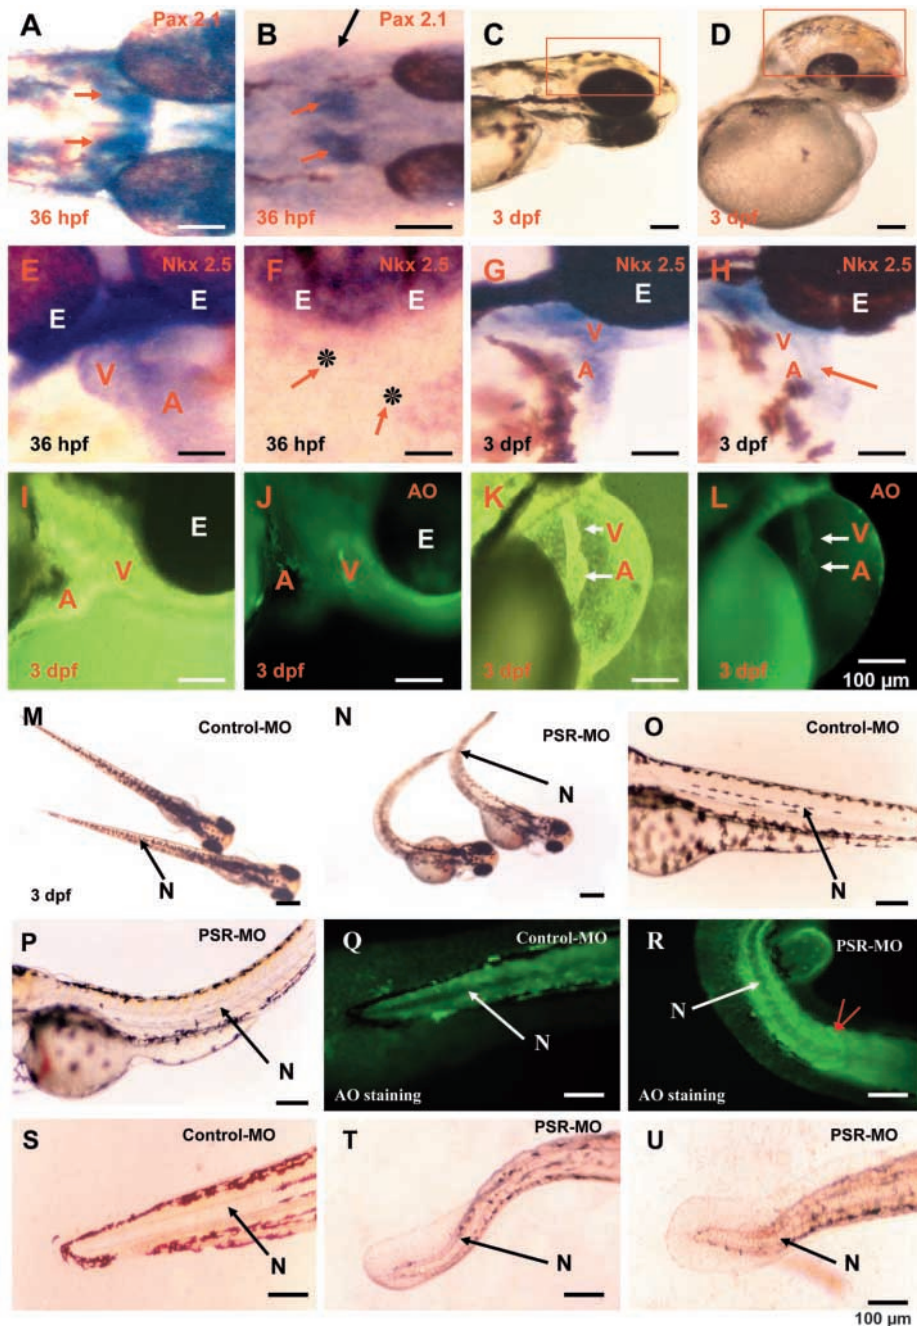 A Pax 2.1
36 hpf
B Pax 2.1
36 hpf
C
3 dpf
D
3 dpf
E Nkx 2.5
E E
V
A
36 hpf
F Nkx 2.5
E E
36 hpf
G Nkx 2.5
E
V
A
3 dpf
H Nkx 2.5
E
V
A
3 dpf
I
E
V
A
3 dpf
J AO
E
A V
3 dpf
K
V
A
3 dpf
L AO
V
A
3 dpf
100 µm
M Control-MO
N
3 dpf
N PSR-MO
N
O Control-MO
N
P PSR-MO
N
Q Control-MO
N
AO staining
R PSR-MO
N
AO staining
S Control-MO
N
T PSR-MO
N
U PSR-MO
N
100 µm